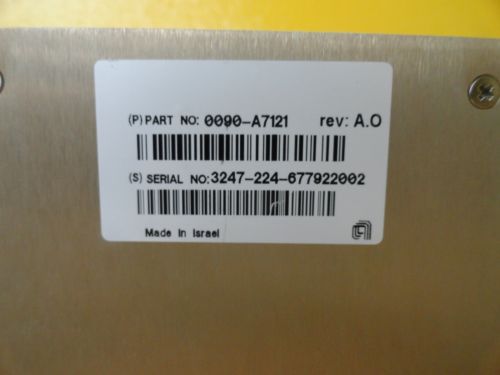 (P) PART NO: 0090-A7121 rev: A.0
(S) SERIAL NO: 3247-224-677922002
Made in Israel